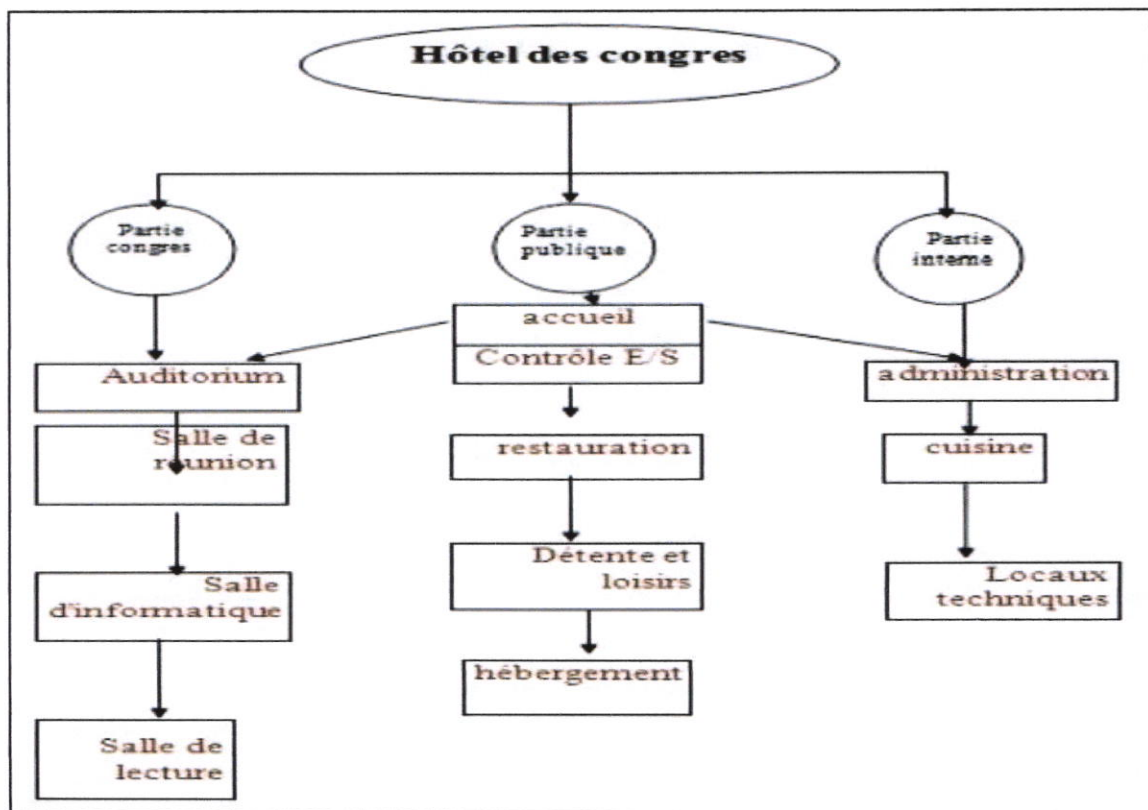 Hôtel des congres
Partie
congres
Partie
publique
Partie
interne
accueil
Contrôle E/S
Auditorium
administration
Salle de
réunion
restauration
cuisine
Salle
d'informatique
Détente et
loisirs
Locaux
techniques
hébergement
Salle de
lecture